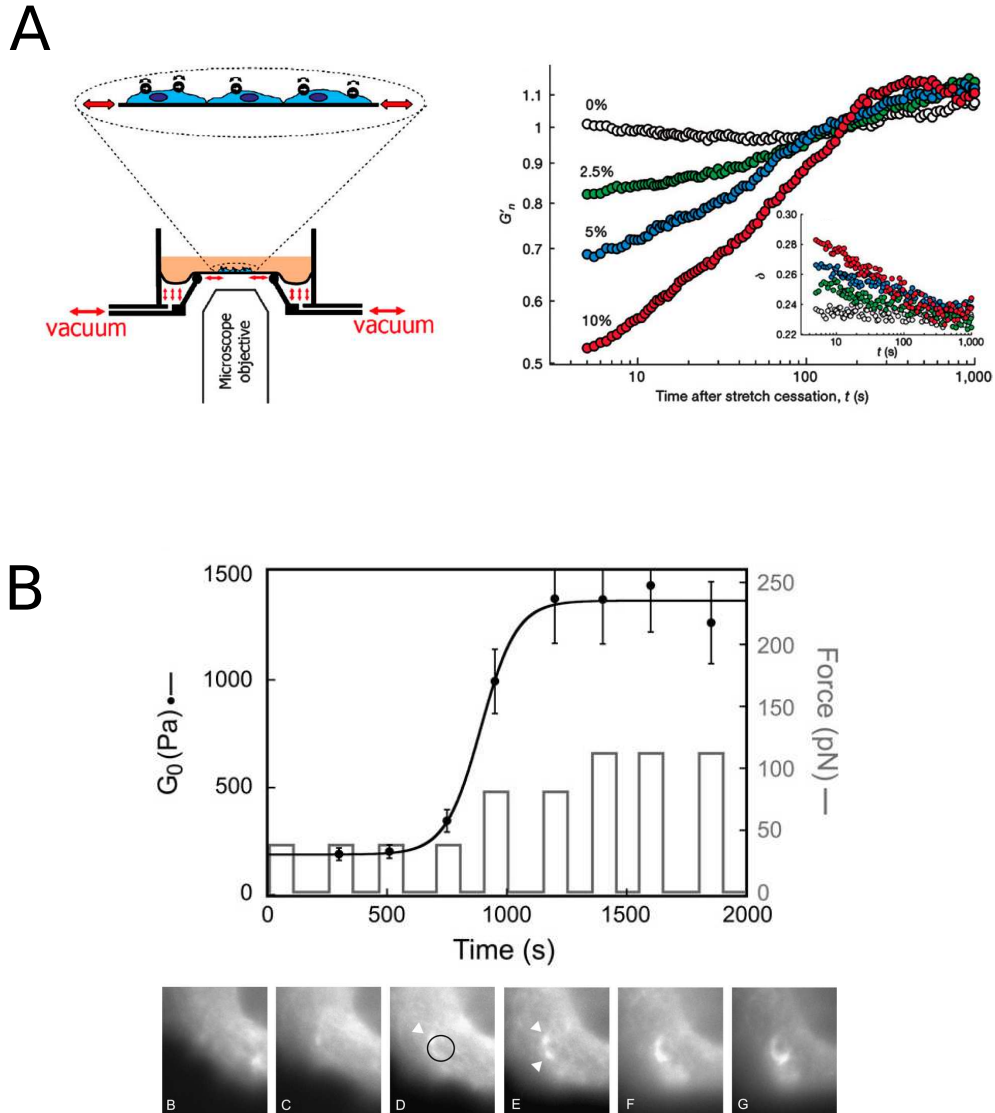 A
vacuum
vacuum
Microscope
objective
1.1
1
0.9
0.8
0.7
0.6
0.5
G'n
0%
2.5%
5%
10%
0.30
0.28
0.26
0.24
0.22
δ
10
100
1,000
t (s)
10
100
1,000
Time after stretch cessation, t (s)
B
1500
1000
500
0
G0 (Pa)
250
200
150
100
50
0
Force (pN)
0
500
1000
1500
2000
Time (s)
B
C
D
E
F
G